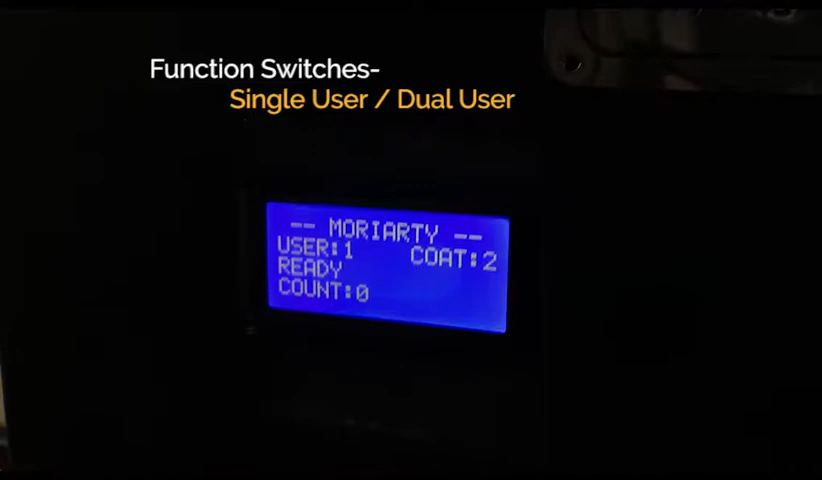 Function Switches-
Single User / Dual User
-- MORIARTY --
USER:1 COAT:2
READY
COUNT:0